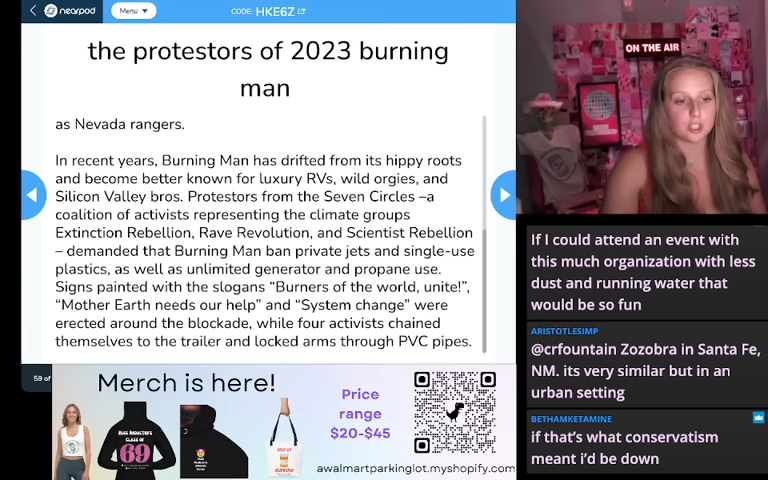 nearpod
Menu
CODE: HKE6Z
the protestors of 2023 burning
man
as Nevada rangers.
In recent years, Burning Man has drifted from its hippy roots
and become better known for luxury RVs, wild orgies, and
Silicon Valley bros. Protestors from the Seven Circles –a
coalition of activists representing the climate groups
Extinction Rebellion, Rave Revolution, and Scientist Rebellion
– demanded that Burning Man ban private jets and single-use
plastics, as well as unlimited generator and propane use.
Signs painted with the slogans “Burners of the world, unite!”,
“Mother Earth needs our help” and “System change” were
erected around the blockade, while four activists chained
themselves to the trailer and locked arms through PVC pipes.
59 of
Merch is here!
Price
range
$20-$45
CLASS OF
69
awalmartparkinglot.myshopify.com
ON THE AIR
If I could attend an event with
this much organization with less
dust and running water that
would be so fun
ARISTOTLESIMP
@crfountain Zozobra in Santa Fe,
NM. its very similar but in an
urban setting
BETHAMKETAMINE
if that’s what conservatism
meant i’d be down